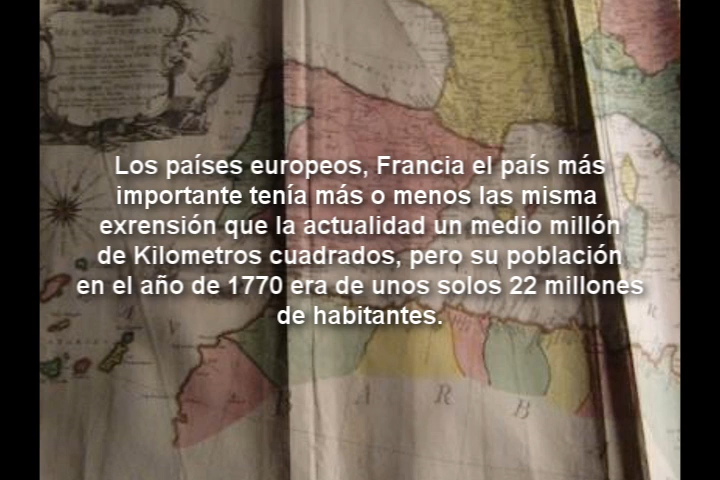 Los países europeos, Francia el país más
importante tenía más o menos las misma
exrensión que la actualidad un medio millón
de Kilometros cuadrados, pero su población
en el año de 1770 era de unos solos 22 millones
de habitantes.
B A R B